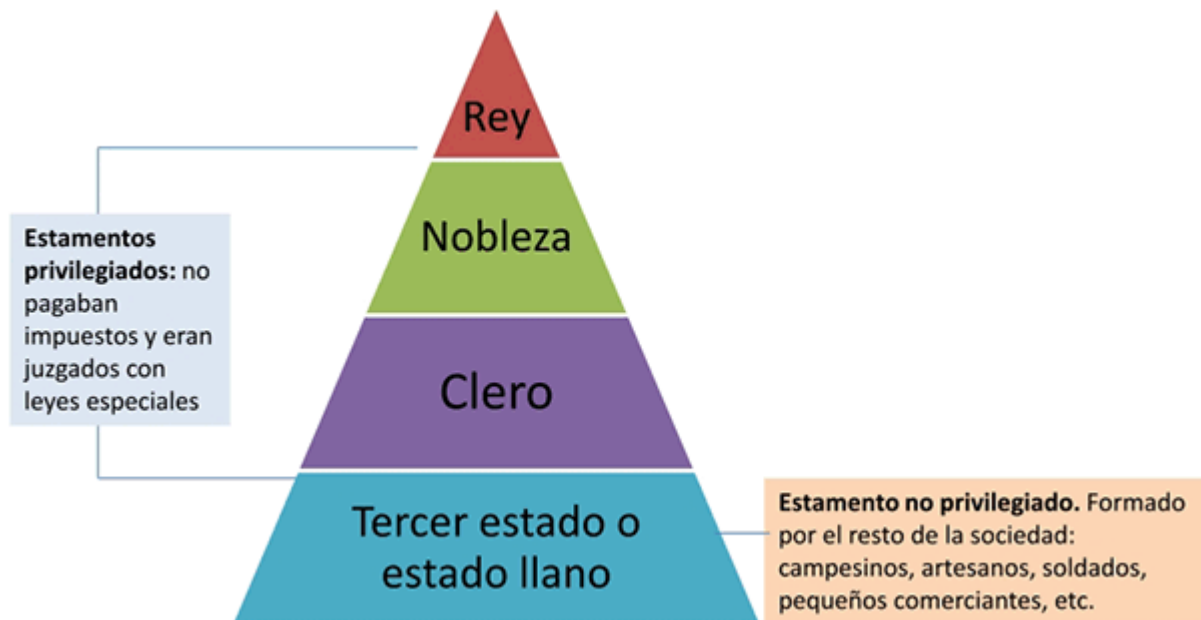 Rey
Nobleza
Estamentos
privilegiados: no
pagaban
impuestos y eran
juzgados con
leyes especiales
Clero
Tercer estado o
estado llano
Estamento no privilegiado. Formado
por el resto de la sociedad:
campesinos, artesanos, soldados,
pequeños comerciantes, etc.